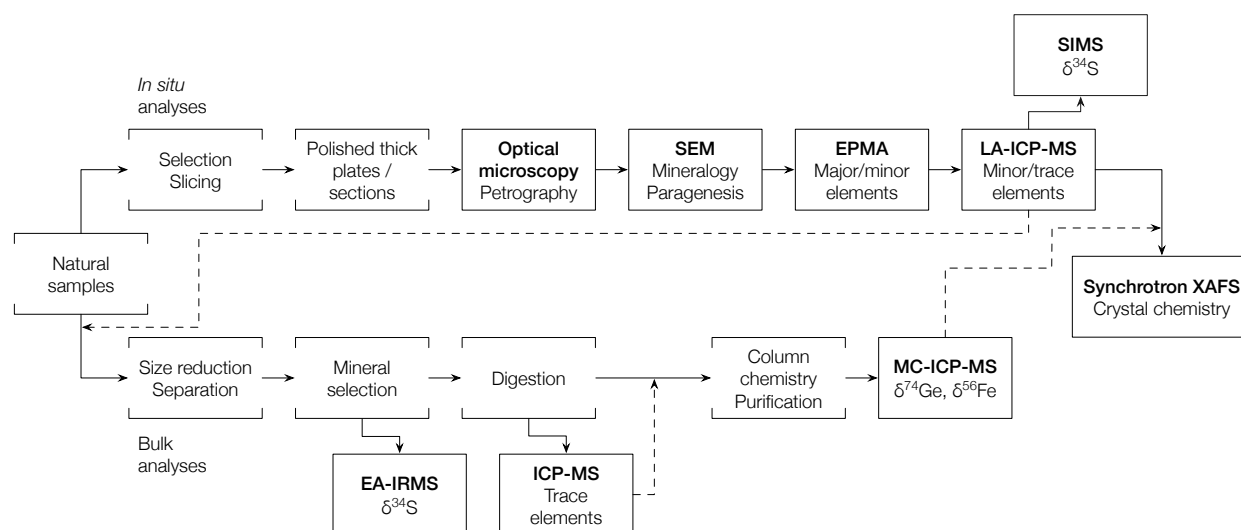 SIMS
δ³⁴S
In situ
analyses
Selection
Slicing
Polished thick
plates /
sections
Optical
microscopy
Petrography
SEM
Mineralogy
Paragenesis
EPMA
Major/minor
elements
LA-ICP-MS
Minor/trace
elements
Natural
samples
Synchrotron XAFS
Crystal chemistry
Size reduction
Separation
Mineral
selection
Digestion
Column
chemistry
Purification
MC-ICP-MS
δ⁷⁴Ge, δ⁵⁶Fe
Bulk
analyses
EA-IRMS
δ³⁴S
ICP-MS
Trace
elements